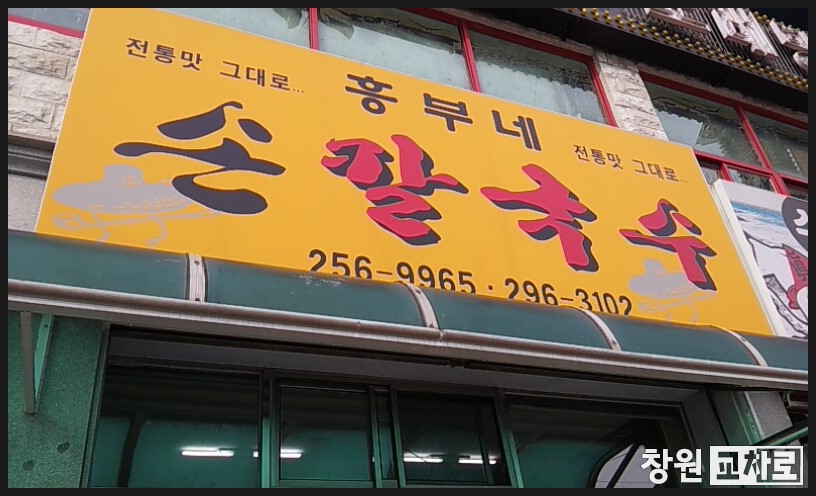 전통맛 그대로...
흥부네
전통맛 그대로...
손칼국수
256-9965 · 296-3102
창원 교차로